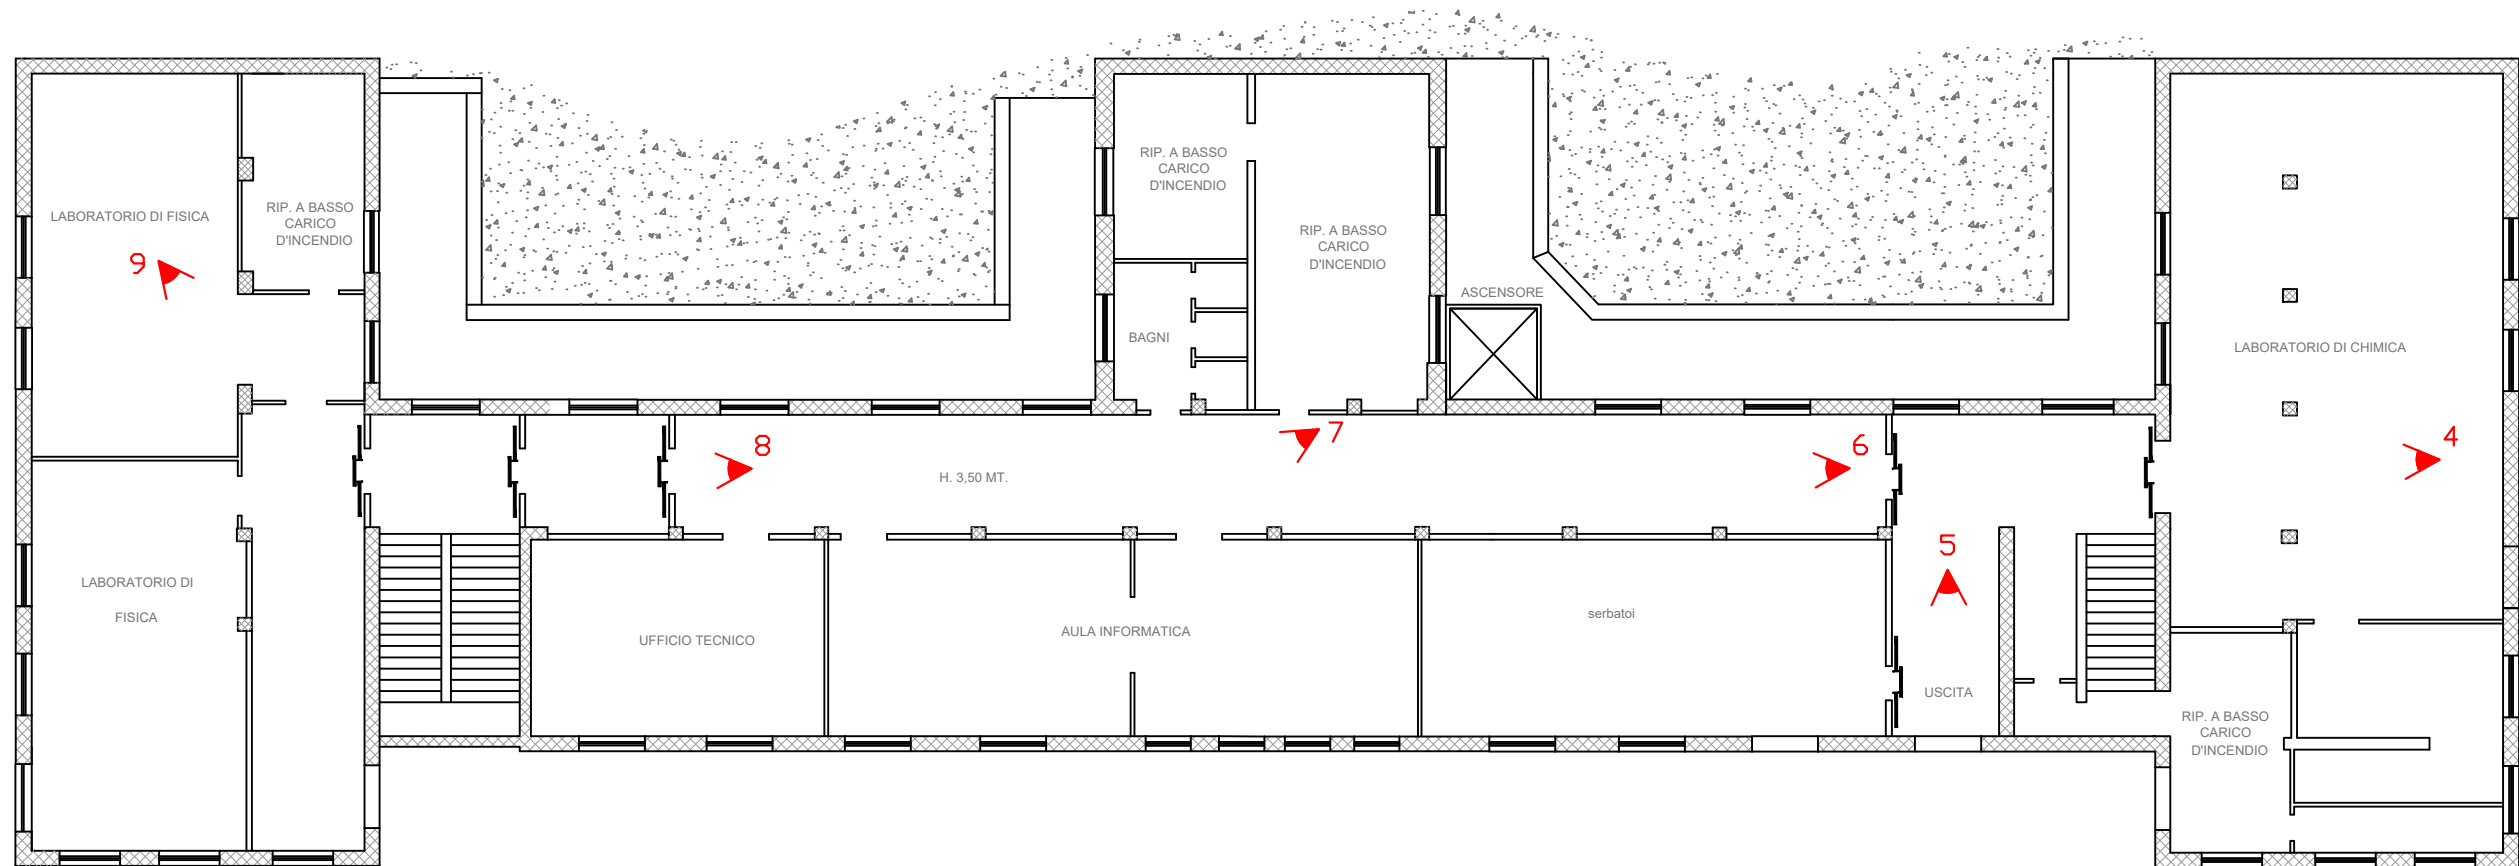 LABORATORIO DI FISICA
9
RIP. A BASSO
CARICO
D'INCENDIO
RIP. A BASSO
CARICO
D'INCENDIO
RIP. A BASSO
CARICO
D'INCENDIO
BAGNI
ASCENSORE
LABORATORIO DI CHIMICA
8
7
6
4
H. 3,50 MT.
5
LABORATORIO DI
FISICA
UFFICIO TECNICO
AULA INFORMATICA
serbatoi
USCITA
RIP. A BASSO
CARICO
D'INCENDIO